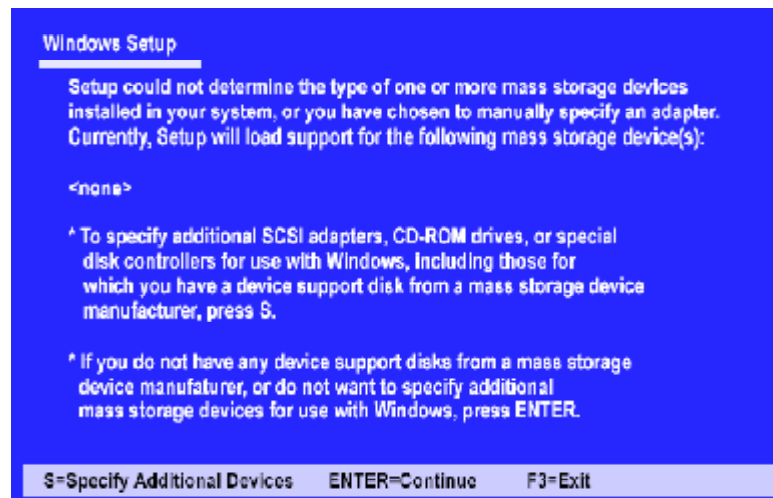 Windows Setup
Setup could not determine the type of one or more mass storage devices
installed in your system, or you have chosen to manually specify an adapter.
Currently, Setup will load support for the following mass storage device(s):
<none>
* To specify additional SCSI adapters, CD-ROM drives, or special
disk controllers for use with Windows, including those for
which you have a device support disk from a mass storage device
manufacturer, press S.
* If you do not have any device support disks from a mass storage
device manufaturer, or do not want to specify additional
mass storage devices for use with Windows, press ENTER.
S=Specify Additional Devices ENTER=Continue F3=Exit